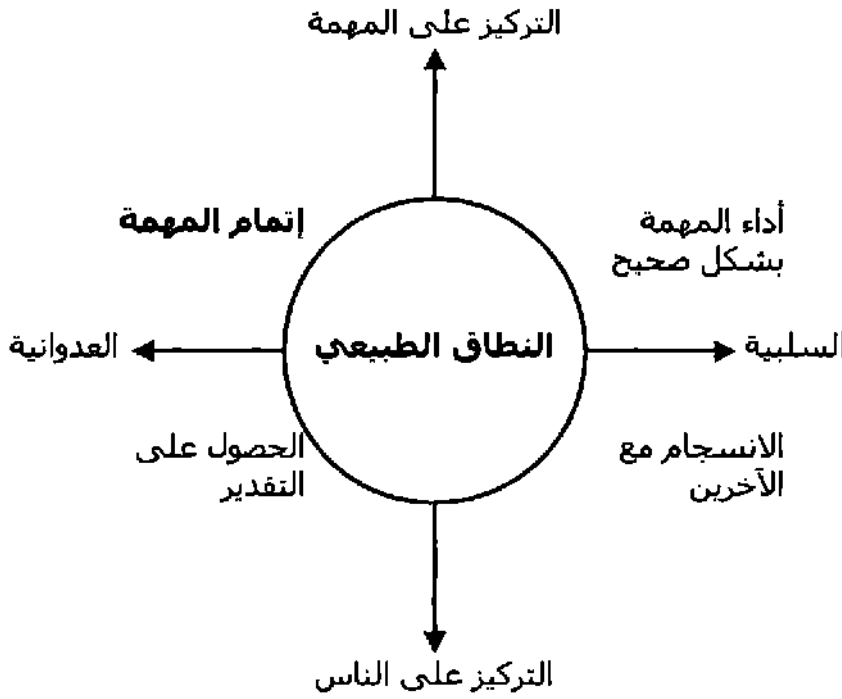 التركيز على المهمة
أداء المهمة
بشكل صحيح
إتمام المهمة
السلبية
النطاق الطبيعي
العدوانية
الانسجام مع
الآخرين
الحصول على
التقدير
التركيز على الناس